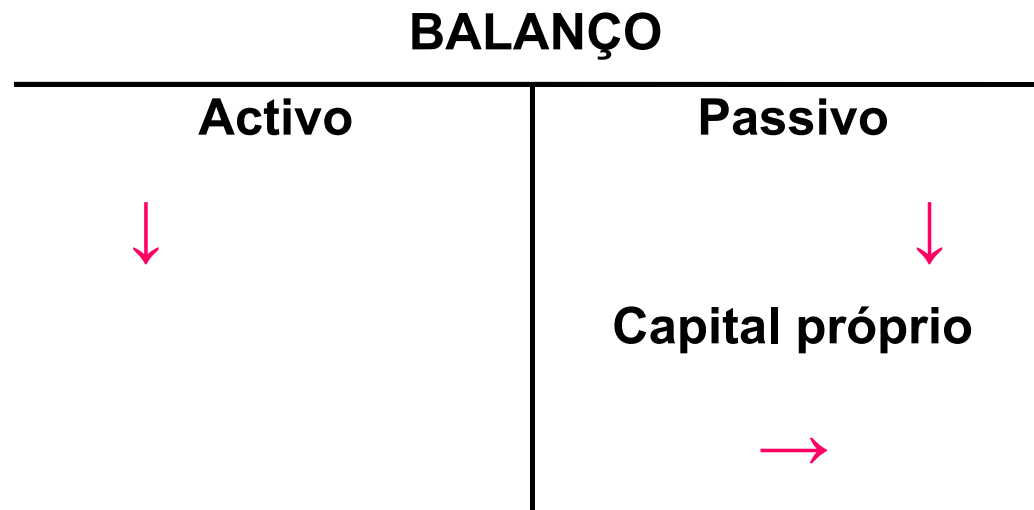 BALANÇO
Activo
Passivo
↓
↓
Capital próprio
→